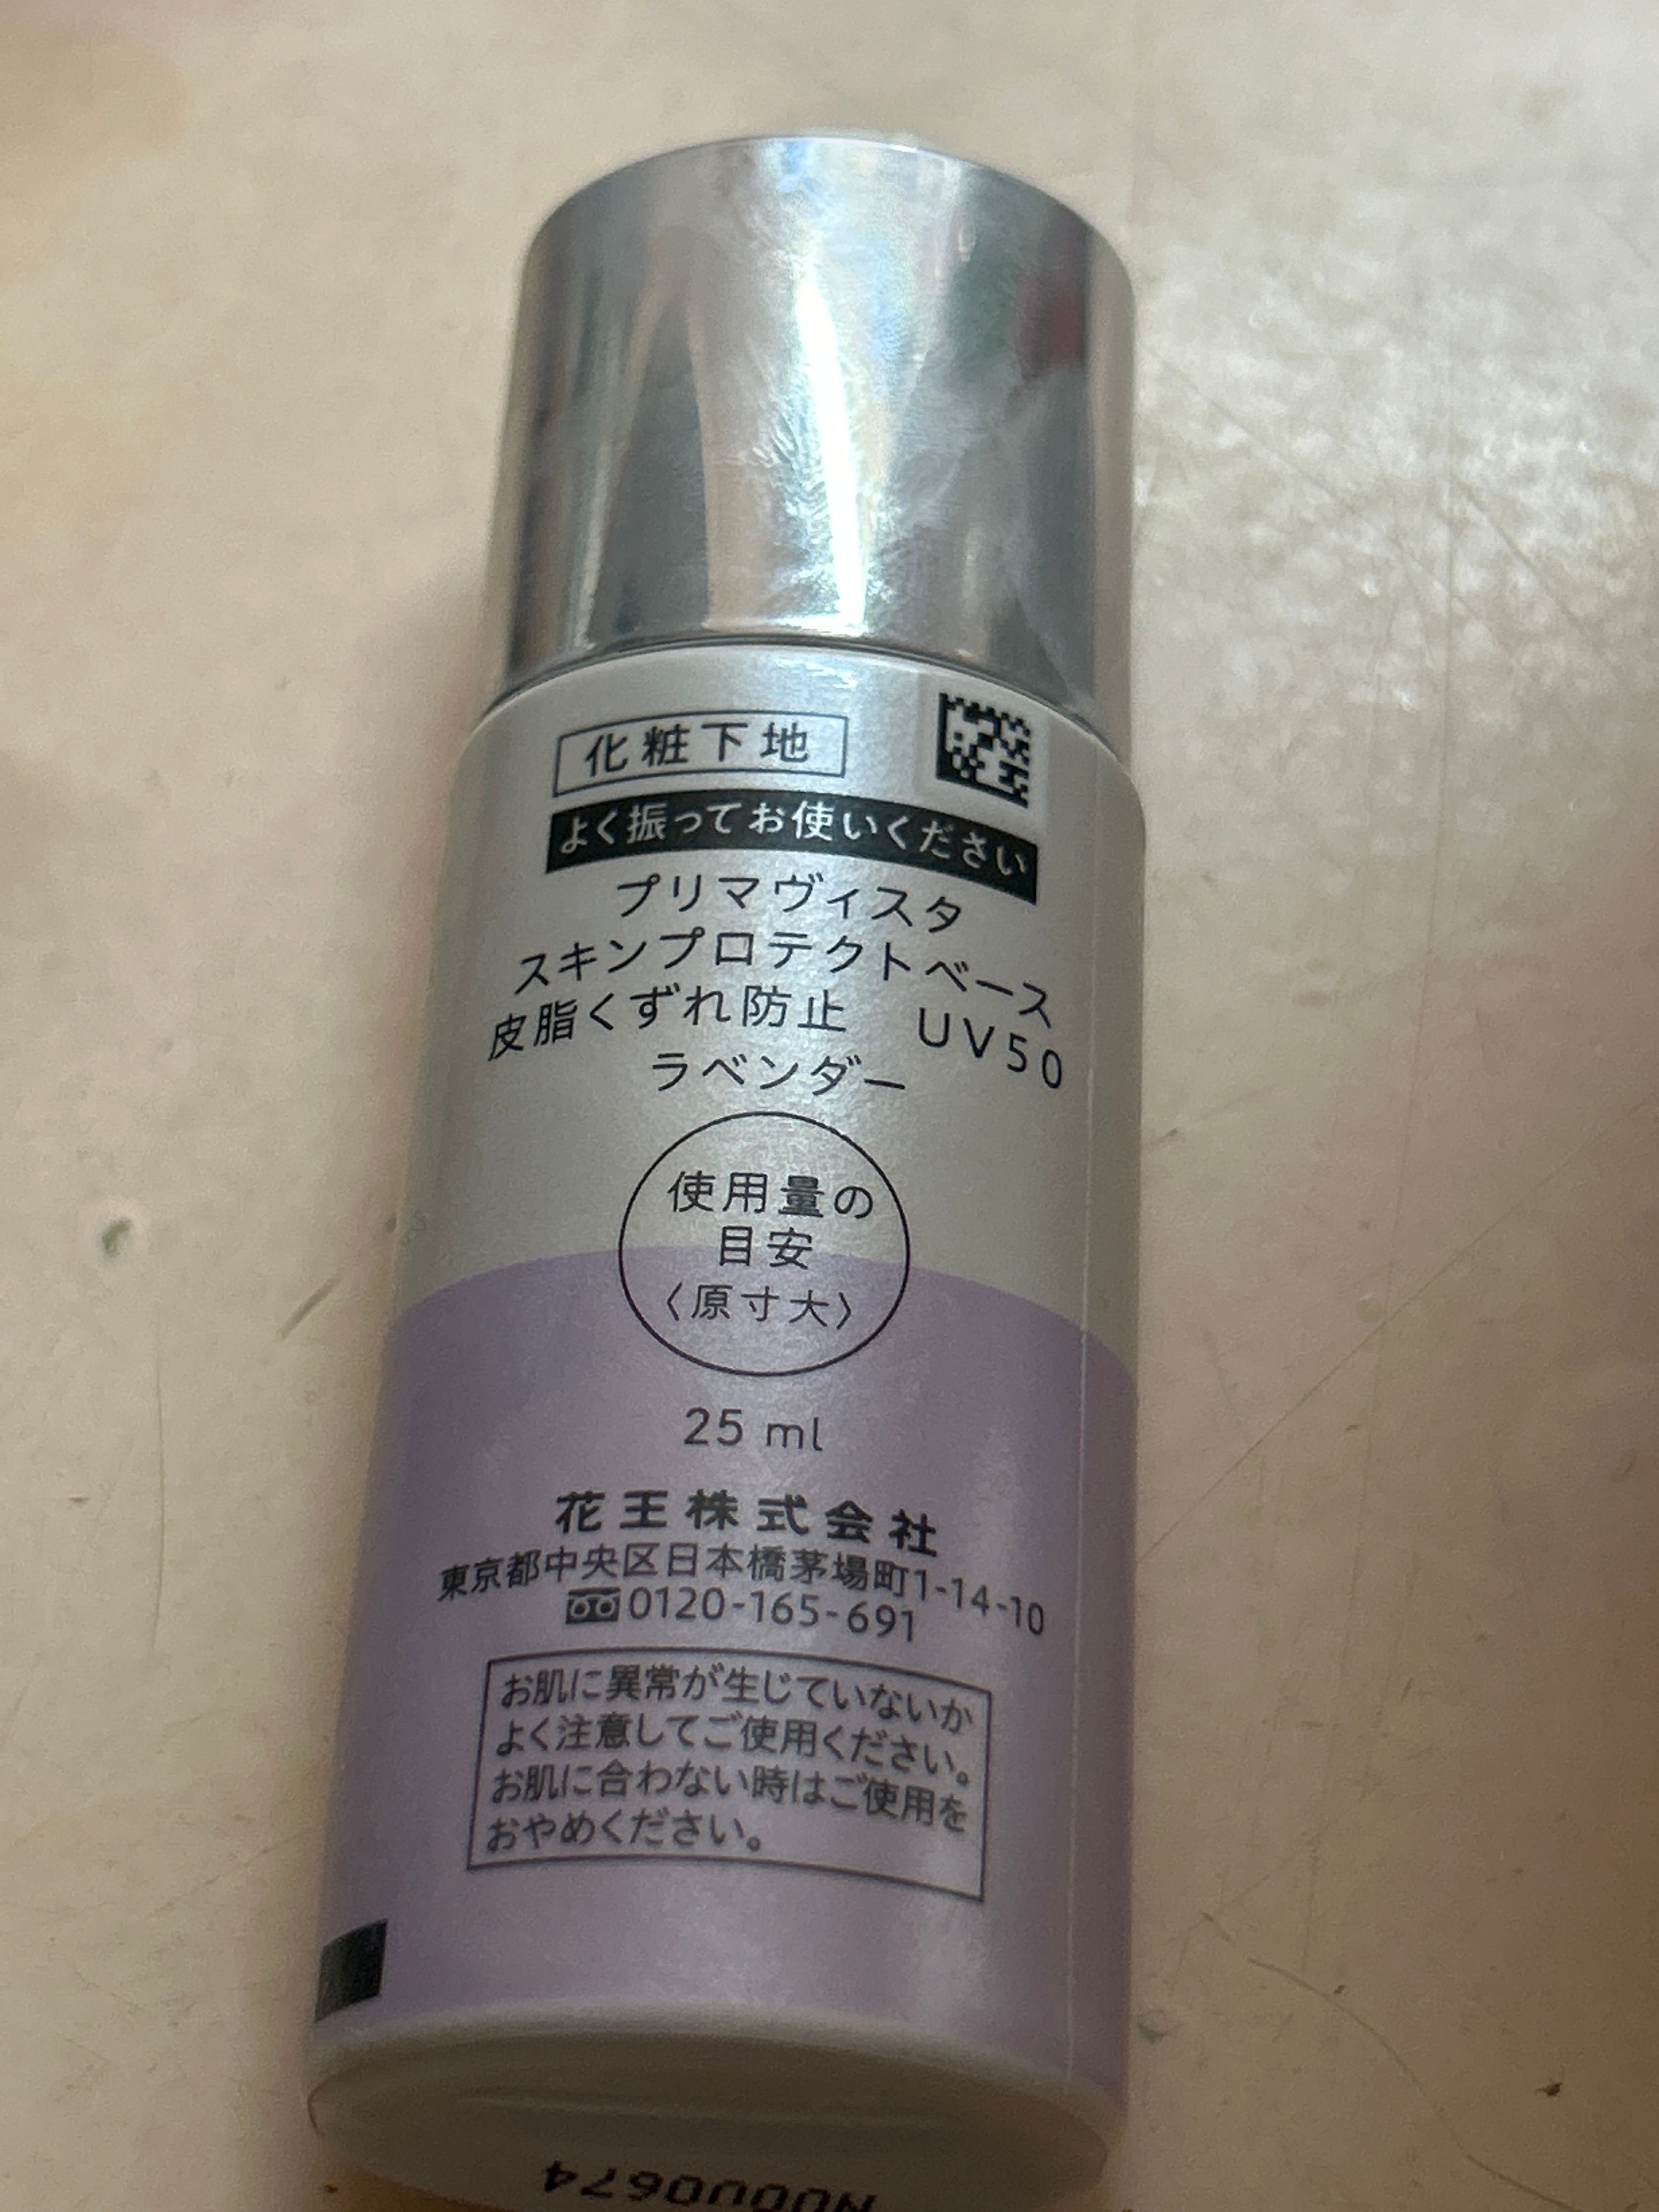 化粧下地
よく振ってお使いください
プリマヴィスタ
スキンプロテクトベース
皮脂くずれ防止 UV50
ラベンダー
使用量の
目安
〈原寸大〉
25 ml
花王株式会社
東京都中央区日本橋茅場町1-14-10
0120-165-691
お肌に異常が生じていないか
よく注意してご使用ください。
お肌に合わない時はご使用を
おやめください。